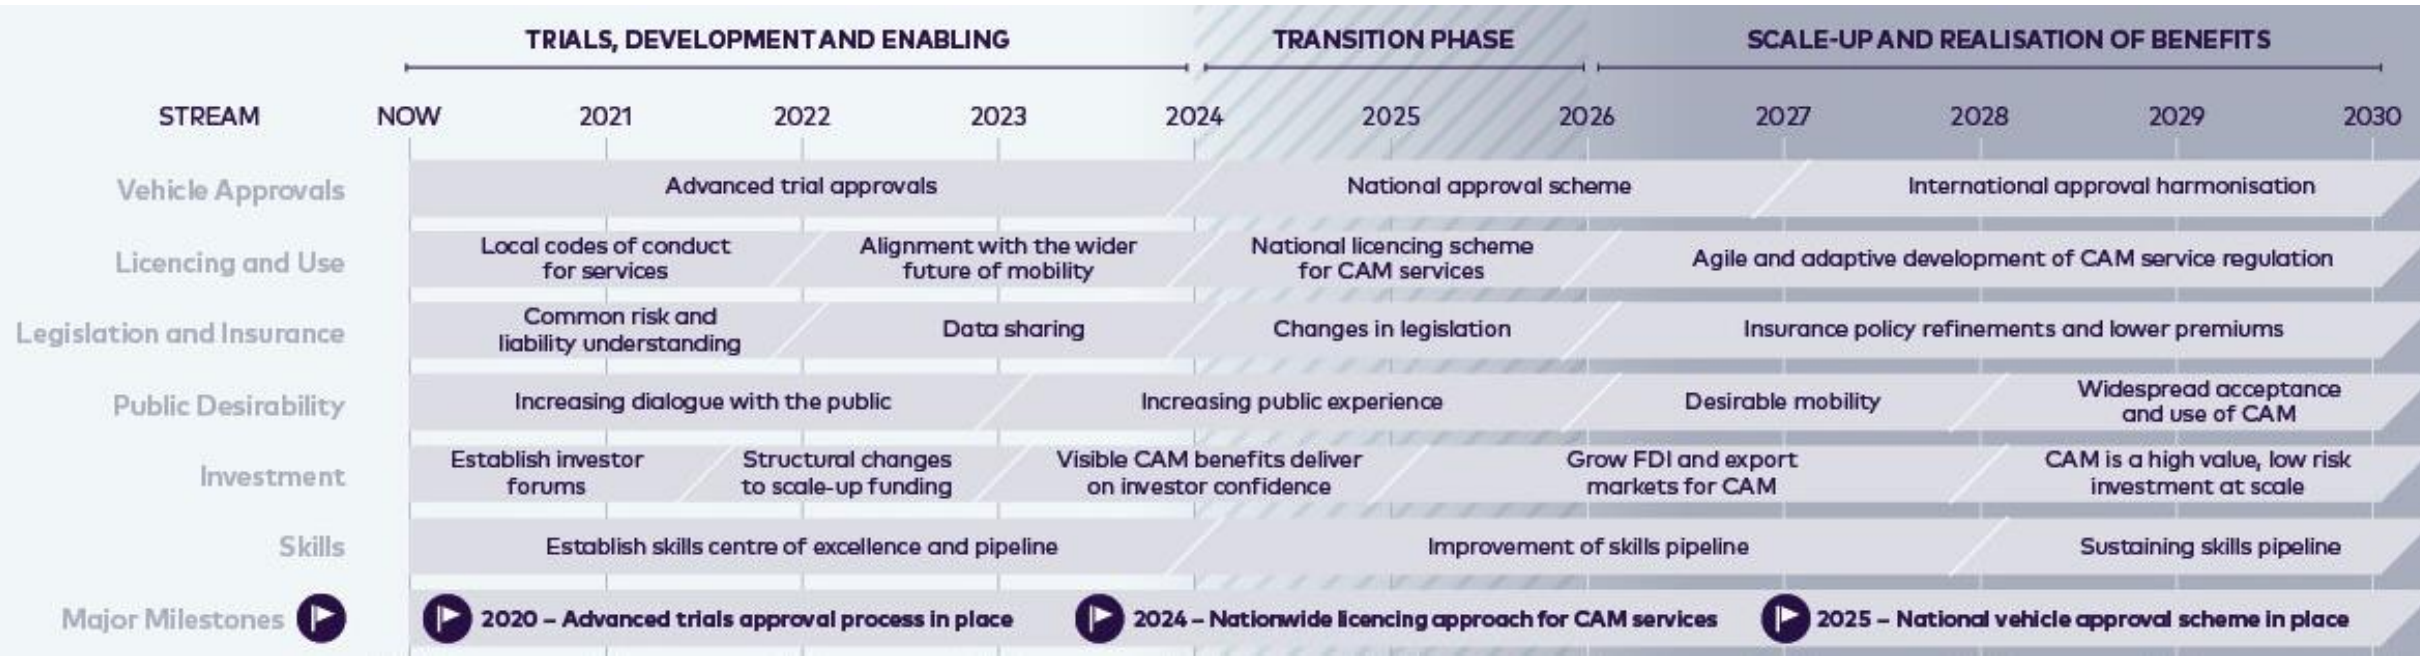 TRIALS, DEVELOPMENT AND ENABLING
TRANSITION PHASE
SCALE-UP AND REALISATION OF BENEFITS
STREAM NOW 2021 2022 2023 2024 2025 2026 2027 2028 2029 2030
Vehicle Approvals
Advanced trial approvals
National approval scheme
International approval harmonisation
Licencing and Use
Local codes of conduct
for services
Alignment with the wider
future of mobility
National licencing scheme
for CAM services
Agile and adaptive development of CAM service regulation
Legislation and Insurance
Common risk and
liability understanding
Data sharing
Changes in legislation
Insurance policy refinements and lower premiums
Public Desirability
Increasing dialogue with the public
Increasing public experience
Desirable mobility
Widespread acceptance
and use of CAM
Investment
Establish investor
forums
Structural changes
to scale-up funding
Visible CAM benefits deliver
on investor confidence
Grow FDI and export
markets for CAM
CAM is a high value, low risk
investment at scale
Skills
Establish skills centre of excellence and pipeline
Improvement of skills pipeline
Sustaining skills pipeline
Major Milestones
2020 – Advanced trials approval process in place
2024 – Nationwide licencing approach for CAM services
2025 – National vehicle approval scheme in place